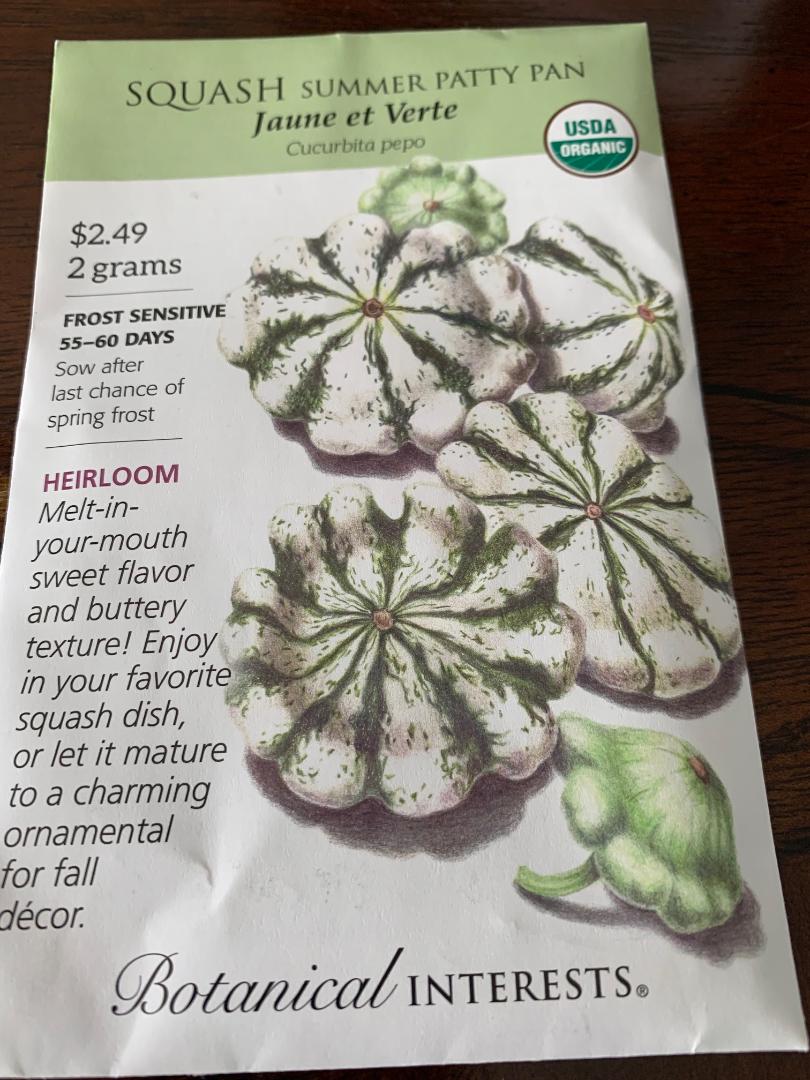 SQUASH SUMMER PATTY PAN
Jaune et Verte
Cucurbita pepo
USDA
ORGANIC
$2.49
2 grams
FROST SENSITIVE
55–60 DAYS
Sow after
last chance of
spring frost
HEIRLOOM
Melt-in-
your-mouth
sweet flavor
and buttery
texture! Enjoy
in your favorite
squash dish,
or let it mature
to a charming
ornamental
for fall
décor.
Botanical INTERESTS®